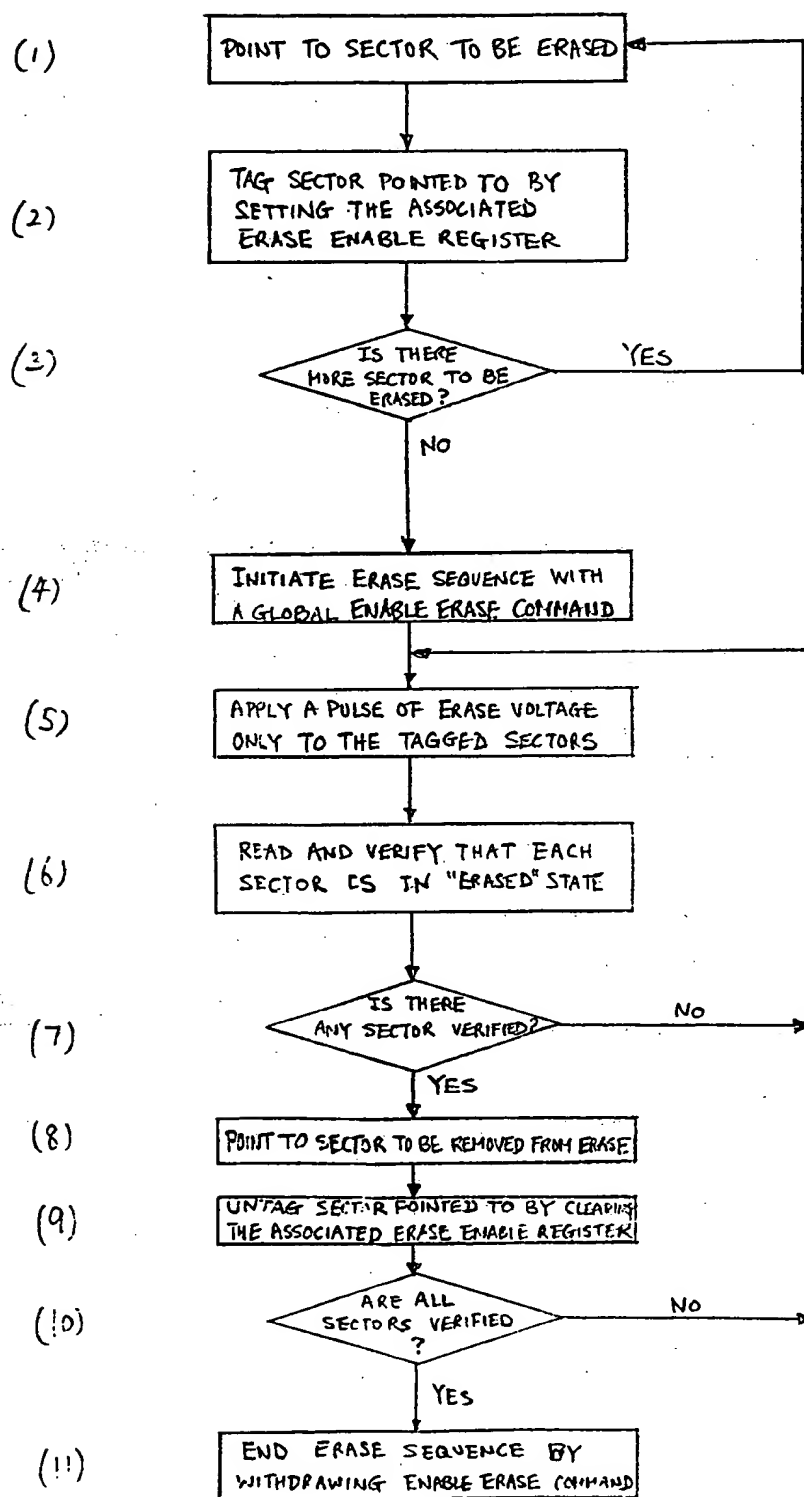 (1)
POINT TO SECTOR TO BE ERASED
(2)
TAG SECTOR POINTED TO BY
SETTING THE ASSOCIATED
ERASE ENABLE REGISTER
(3)
IS THERE
MORE SECTOR TO BE
ERASED?
YES
NO
(4)
INITIATE ERASE SEQUENCE WITH
A GLOBAL ENABLE ERASE COMMAND
(5)
APPLY A PULSE OF ERASE VOLTAGE
ONLY TO THE TAGGED SECTORS
(6)
READ AND VERIFY THAT EACH
SECTOR IS IN "ERASED" STATE
(7)
IS THERE
ANY SECTOR VERIFIED?
NO
YES
(8)
POINT TO SECTOR TO BE REMOVED FROM ERASE
(9)
UNTAG SECTOR POINTED TO BY CLEARING
THE ASSOCIATED ERASE ENABLE REGISTER
(10)
ARE ALL
SECTORS VERIFIED
?
NO
YES
(11)
END ERASE SEQUENCE BY
WITHDRAWING ENABLE ERASE COMMAND